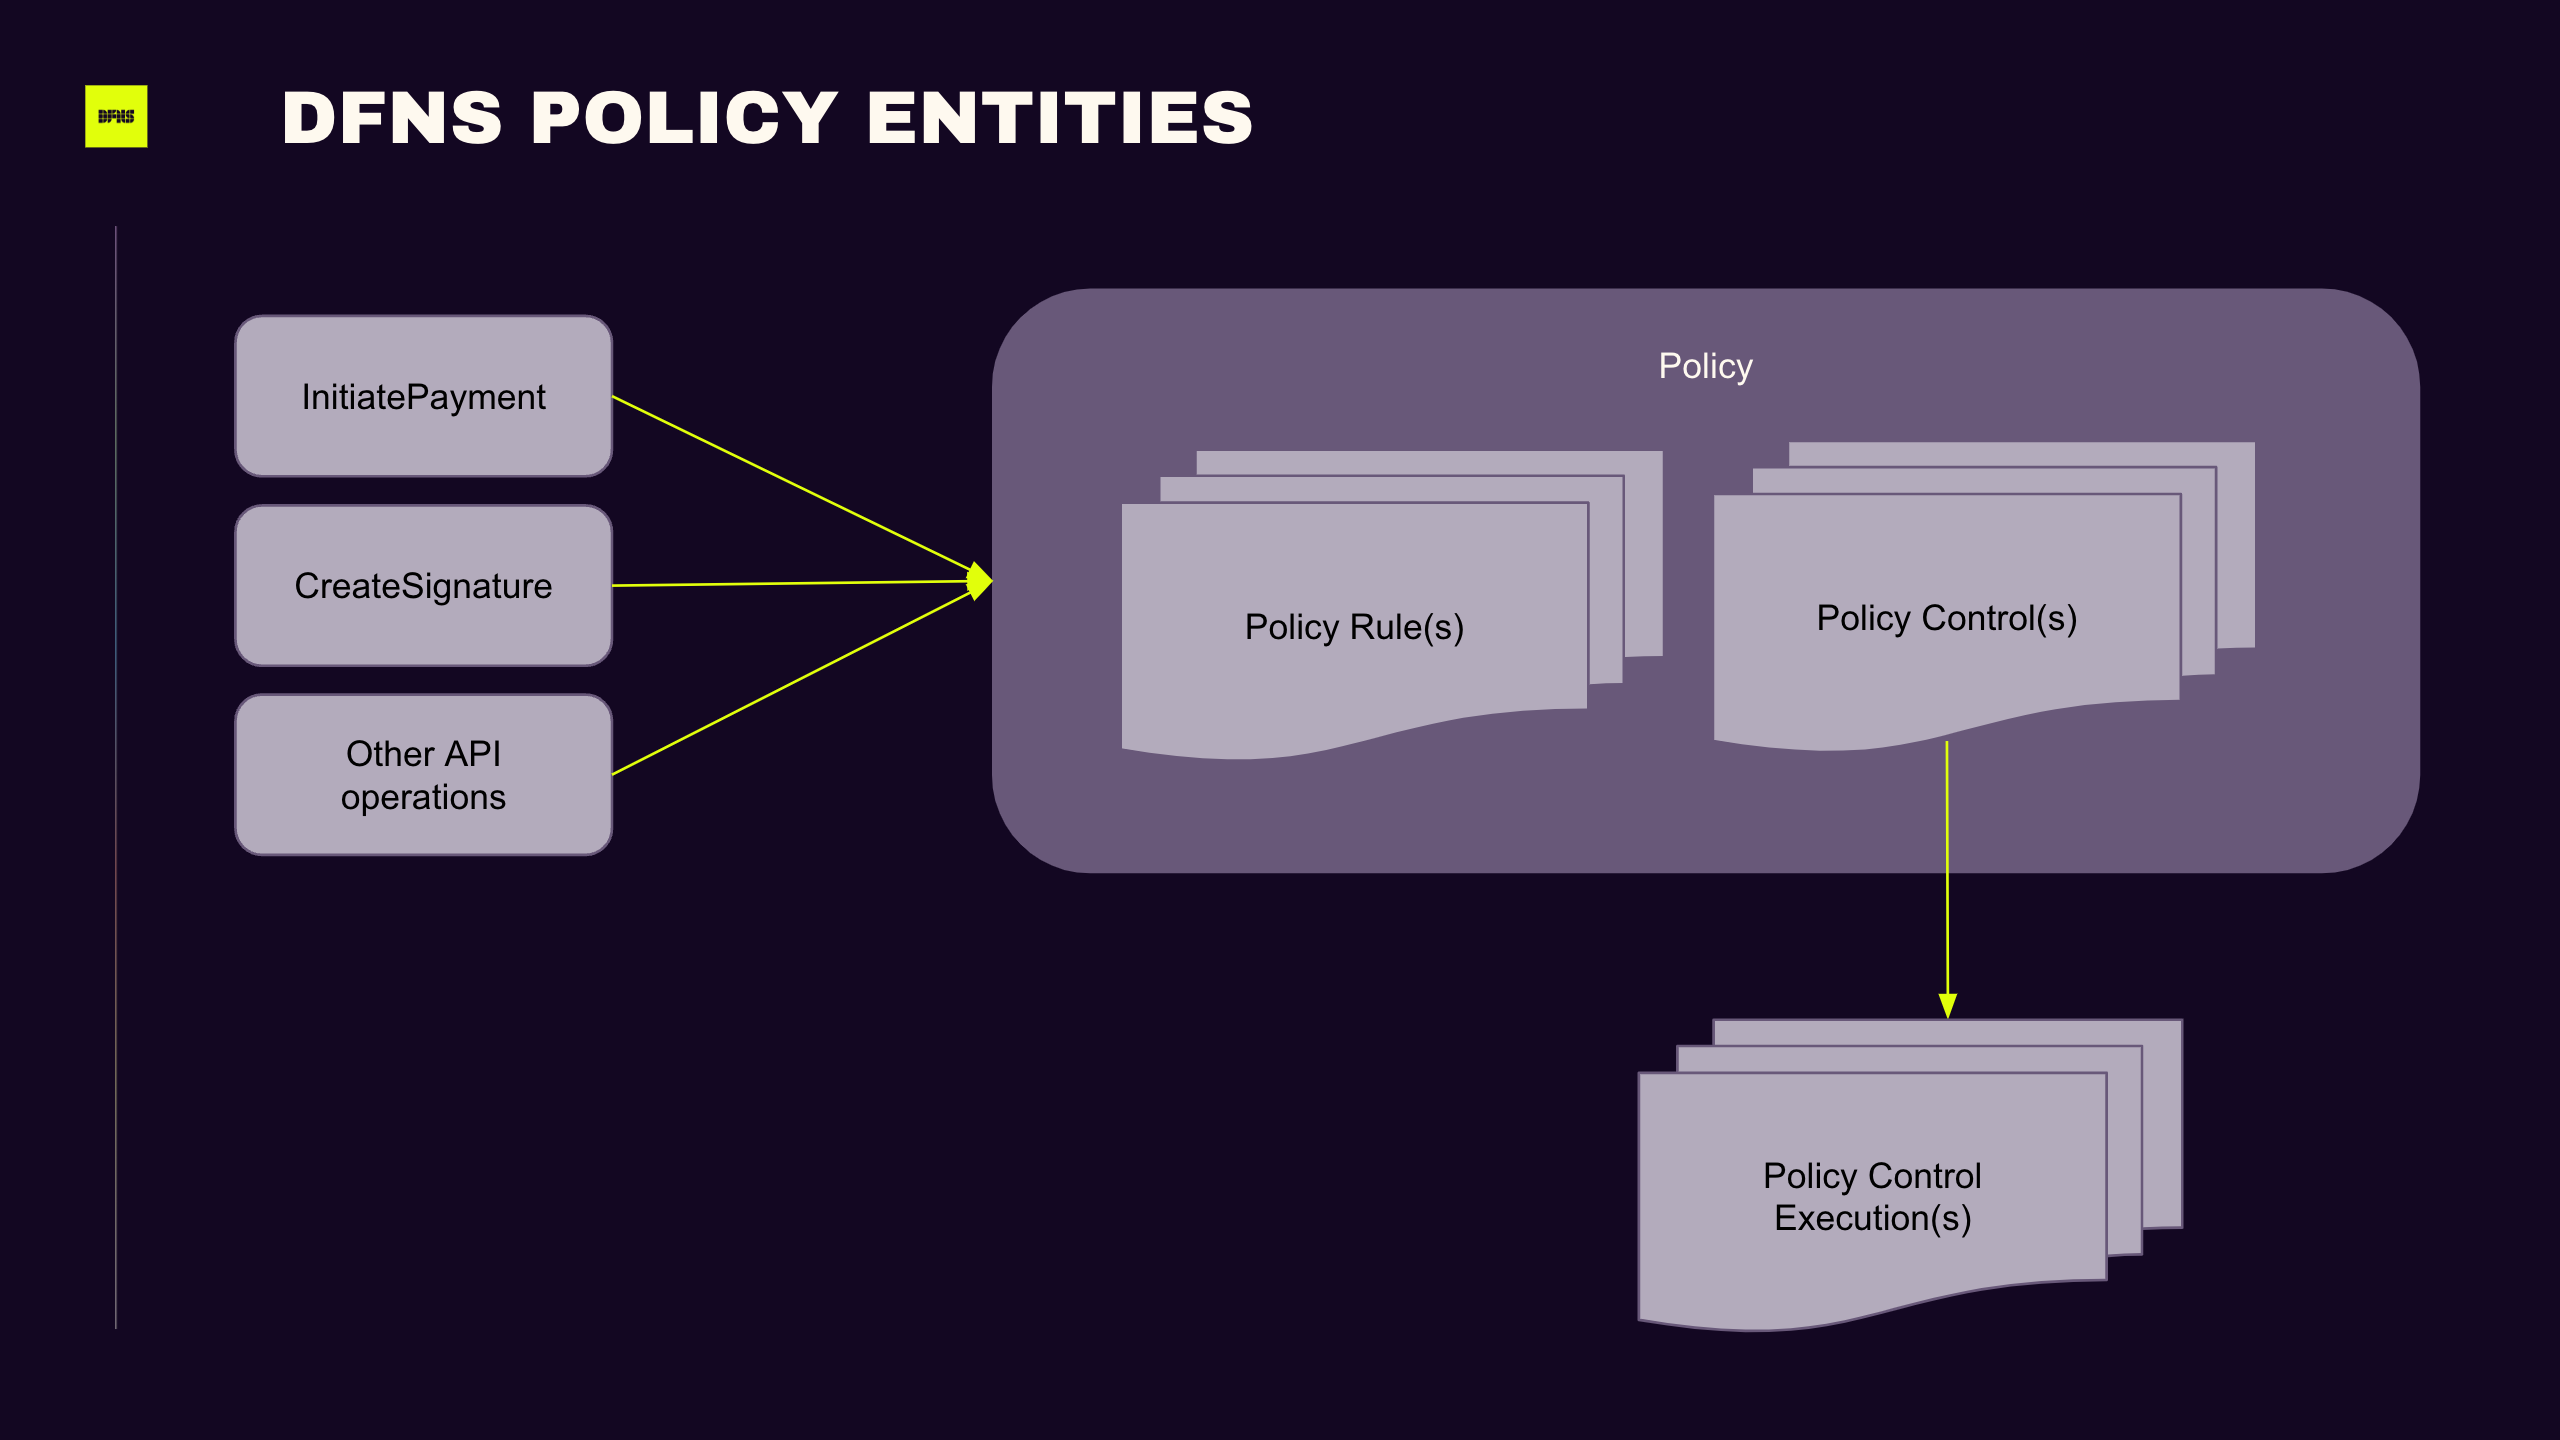 DFNS
DFNS POLICY ENTITIES
InitiatePayment
CreateSignature
Other API
operations
Policy
Policy Rule(s)
Policy Control(s)
Policy Control
Execution(s)